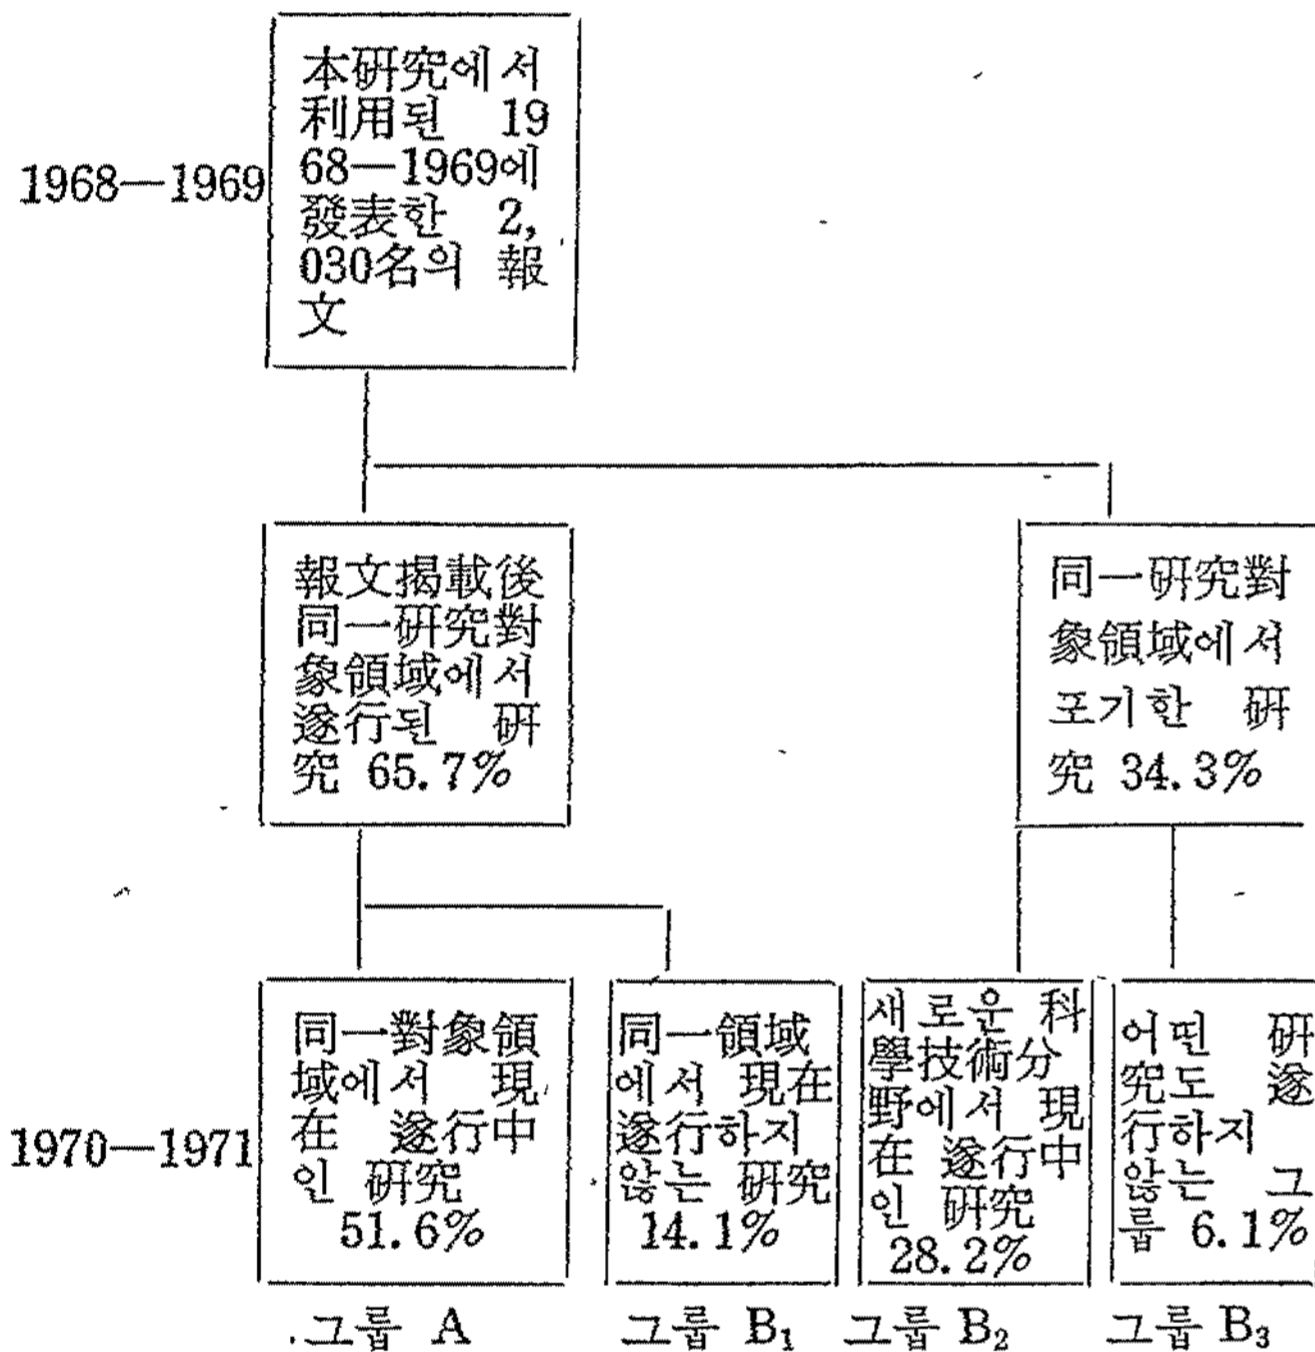 本硏究에서
利用된 19
68—1969에
發表한 2,
030名의 報
文
1968—1969
報文揭載後
同一硏究對
象領域에서
遂行된 硏
究 65.7%
同一硏究對
象領域에서
포기한 硏
究 34.3%
1970—1971
同一對象領
域에서 現
在 遂行中
인 硏究
51.6%
同一領域
에서 現在
遂行하지
않는 硏究
14.1%
새로운 科
學技術分
野에서 現
在 遂行中
인 硏究
28.2%
어떤 硏
究도 遂
行하지
않는 그
룹 6.1%
그룹 A
그룹 B₁
그룹 B₂
그룹 B₃